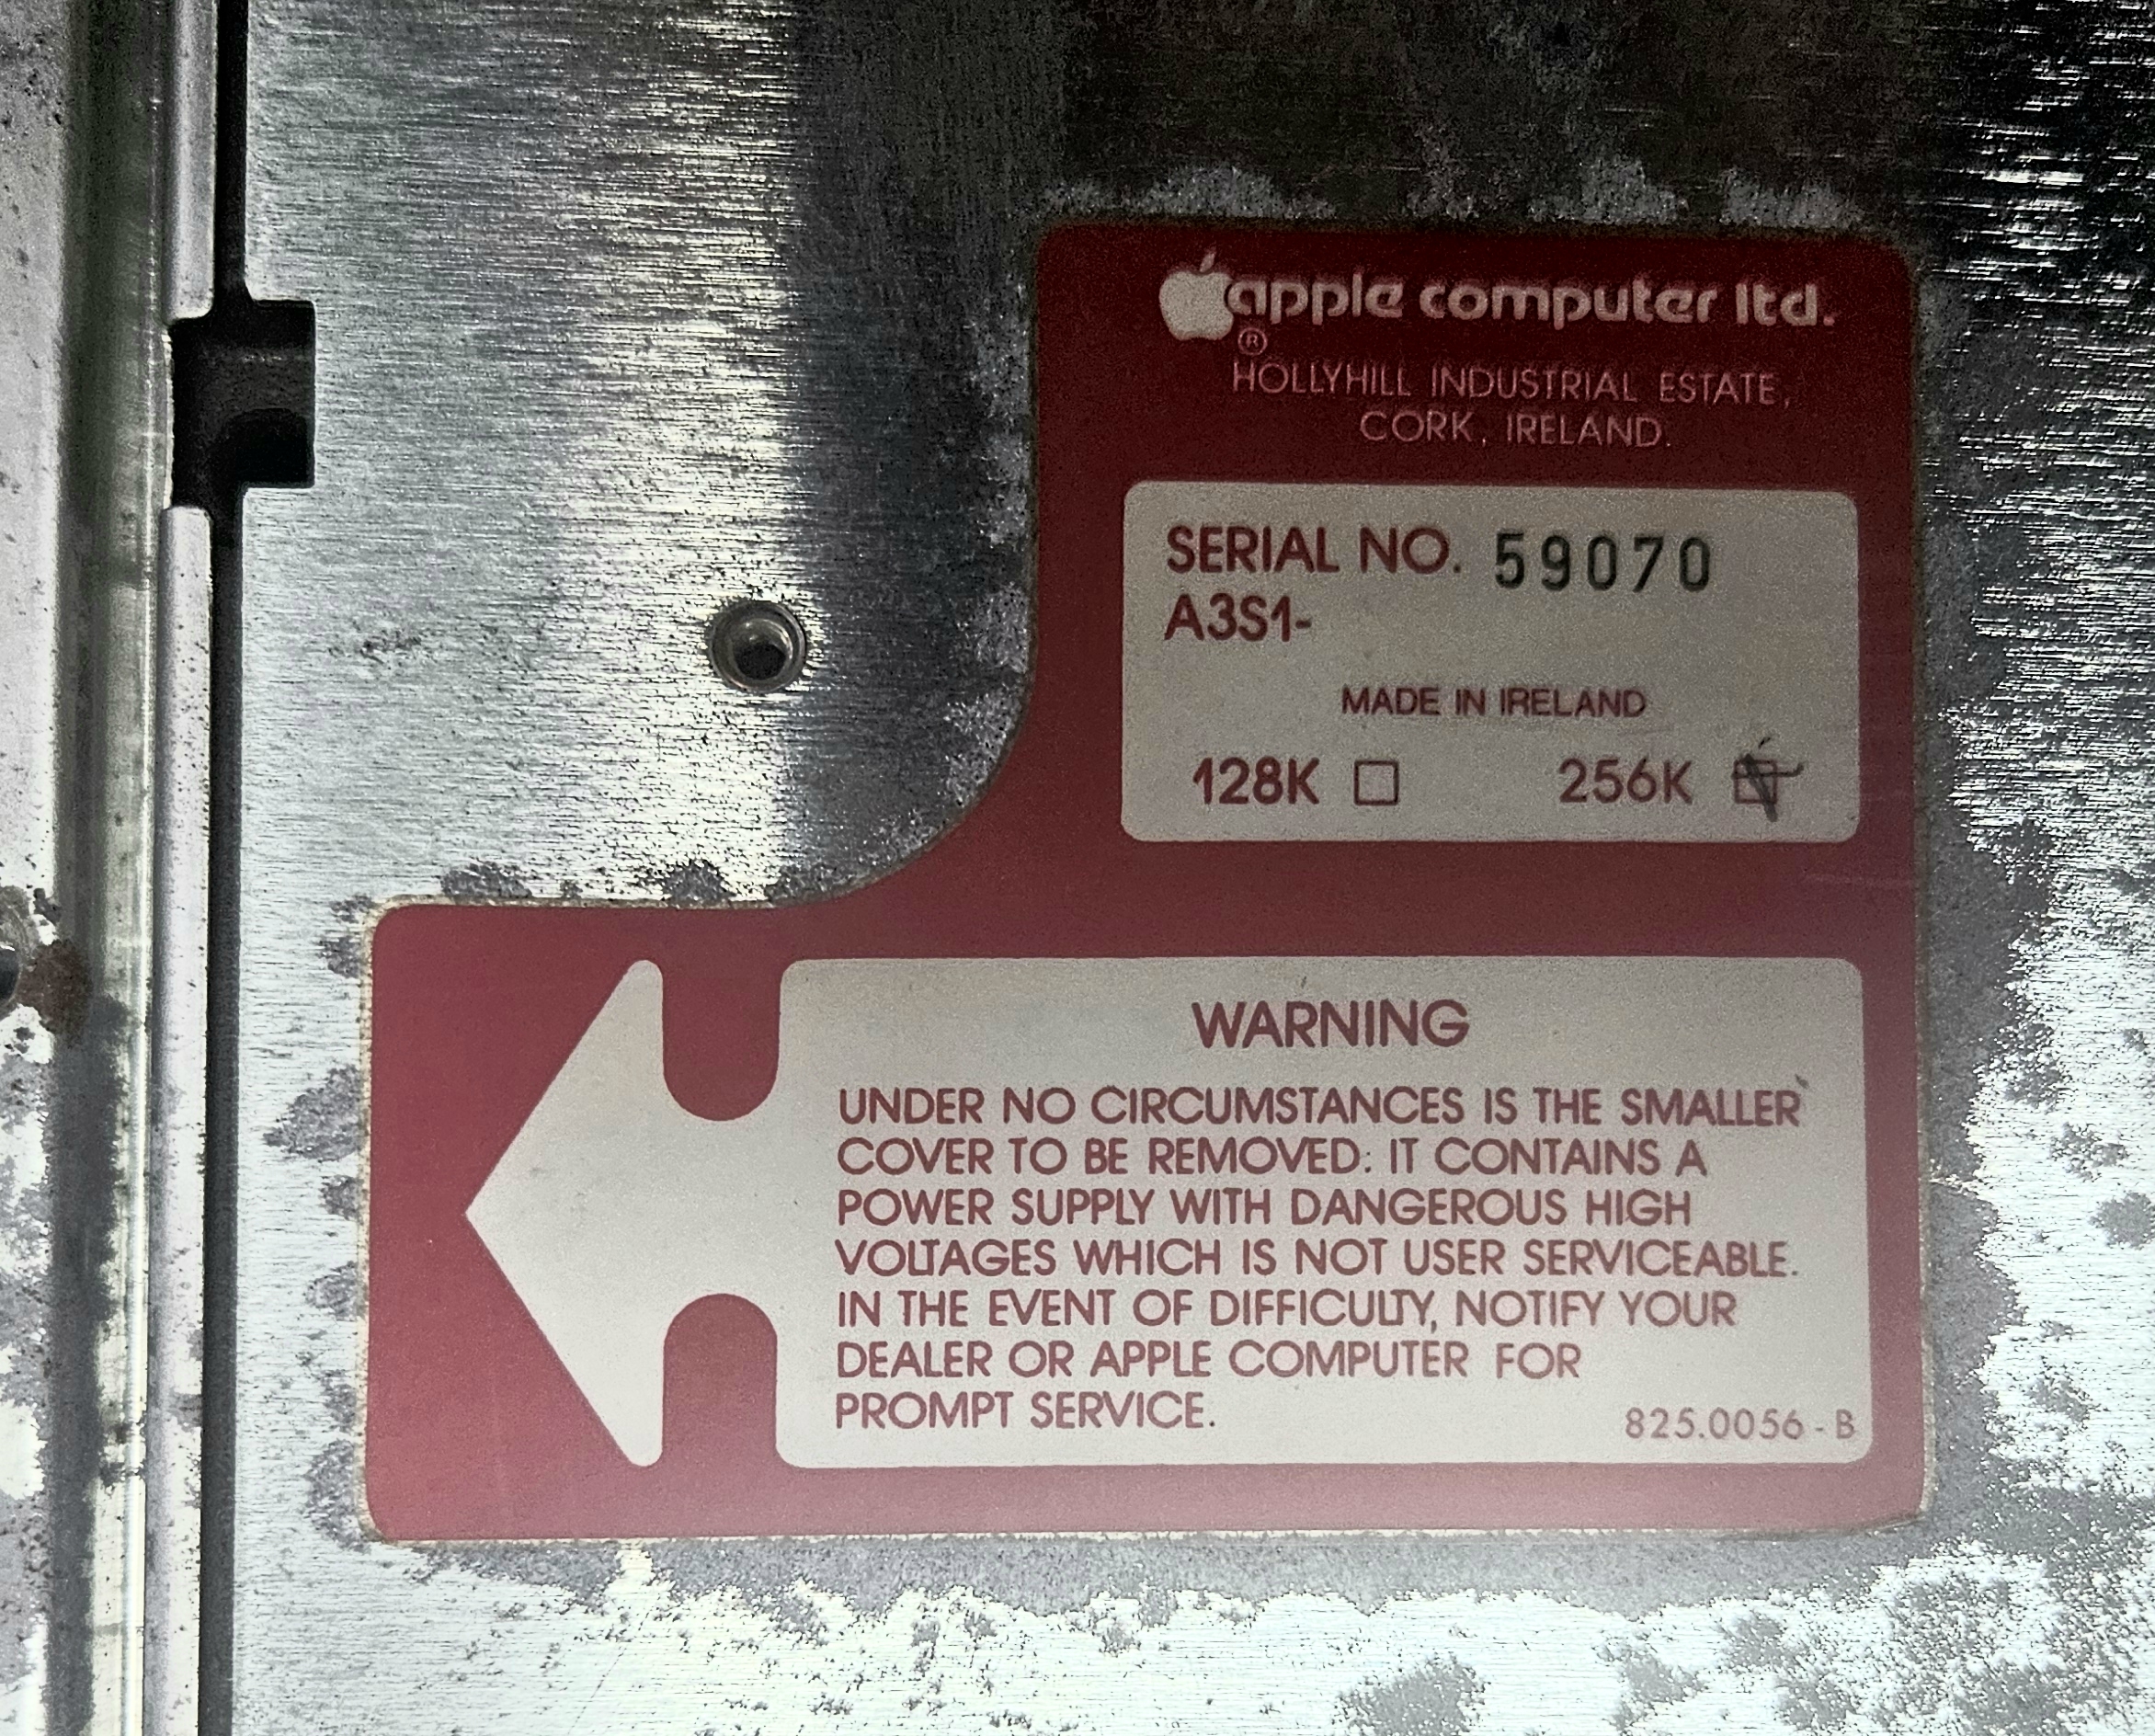 apple computer ltd.
®
HOLLYHILL INDUSTRIAL ESTATE,
CORK, IRELAND.
SERIAL NO. 59070
A3S1-
MADE IN IRELAND
128K 256K
WARNING
UNDER NO CIRCUMSTANCES IS THE SMALLER
COVER TO BE REMOVED: IT CONTAINS A
POWER SUPPLY WITH DANGEROUS HIGH
VOLTAGES WHICH IS NOT USER SERVICEABLE.
IN THE EVENT OF DIFFICULTY, NOTIFY YOUR
DEALER OR APPLE COMPUTER FOR
PROMPT SERVICE.
825.0056 - B